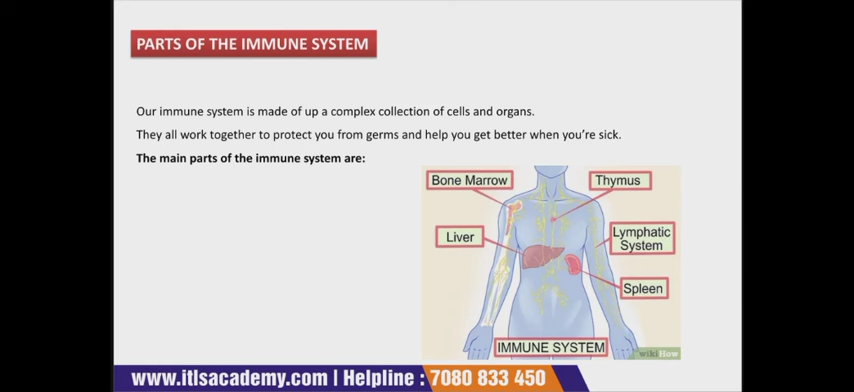 PARTS OF THE IMMUNE SYSTEM
Our immune system is made of up a complex collection of cells and organs.
They all work together to protect you from germs and help you get better when you’re sick.
The main parts of the immune system are:
Bone Marrow
Thymus
Liver
Lymphatic
System
Spleen
IMMUNE SYSTEM
wikiHow
www.itlsacademy.com | Helpline : 7080 833 450